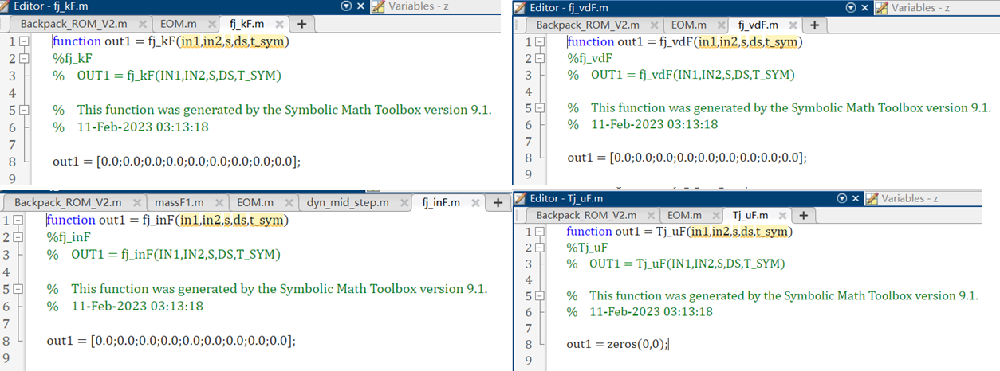 Editor - fj_kF.m
Variables - z
Backpack_ROM_V2.m
EOM.m
fj_kF.m
1 function out1 = fj_kF(in1,in2,s,ds,t_sym)
2 %fj_kF
3 % OUT1 = fj_kF(IN1,IN2,S,DS,T_SYM)
4
5 % This function was generated by the Symbolic Math Toolbox version 9.1.
6 % 11-Feb-2023 03:13:18
7
8 out1 = [0.0;0.0;0.0;0.0;0.0;0.0;0.0;0.0;0.0];
9
Editor - fj_vdF.m
Variables - z
Backpack_ROM_V2.m
EOM.m
fj_vdF.m
1 function out1 = fj_vdF(in1,in2,s,ds,t_sym)
2 %fj_vdF
3 % OUT1 = fj_vdF(IN1,IN2,S,DS,T_SYM)
4
5 % This function was generated by the Symbolic Math Toolbox version 9.1.
6 % 11-Feb-2023 03:13:18
7
8 out1 = [0.0;0.0;0.0;0.0;0.0;0.0;0.0;0.0;0.0];
9
Backpack_ROM_V2.m
massF1.m
EOM.m
dyn_mid_step.m
fj_inF.m
1 function out1 = fj_inF(in1,in2,s,ds,t_sym)
2 %fj_inF
3 % OUT1 = fj_inF(IN1,IN2,S,DS,T_SYM)
4
5 % This function was generated by the Symbolic Math Toolbox version 9.1.
6 % 11-Feb-2023 03:13:18
7
8 out1 = [0.0;0.0;0.0;0.0;0.0;0.0;0.0;0.0;0.0];
9
Editor - Tj_uF.m
Variables - z
Backpack_ROM_V2.m
EOM.m
Tj_uF.m
1 function out1 = Tj_uF(in1,in2,s,ds,t_sym)
2 %Tj_uF
3 % OUT1 = Tj_uF(IN1,IN2,S,DS,T_SYM)
4
5 % This function was generated by the Symbolic Math Toolbox version 9.1.
6 % 11-Feb-2023 03:13:18
7
8 out1 = zeros(0,0);
9